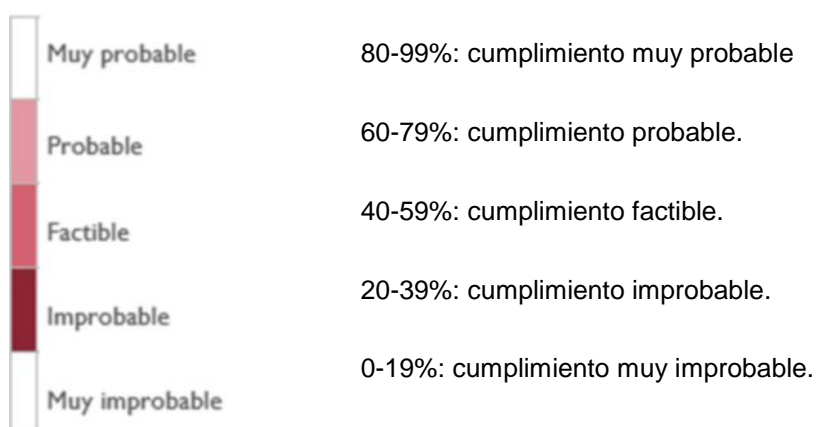 Muy probable
80-99%: cumplimiento muy probable
Probable
60-79%: cumplimiento probable.
Factible
40-59%: cumplimiento factible.
Improbable
20-39%: cumplimiento improbable.
Muy improbable
0-19%: cumplimiento muy improbable.